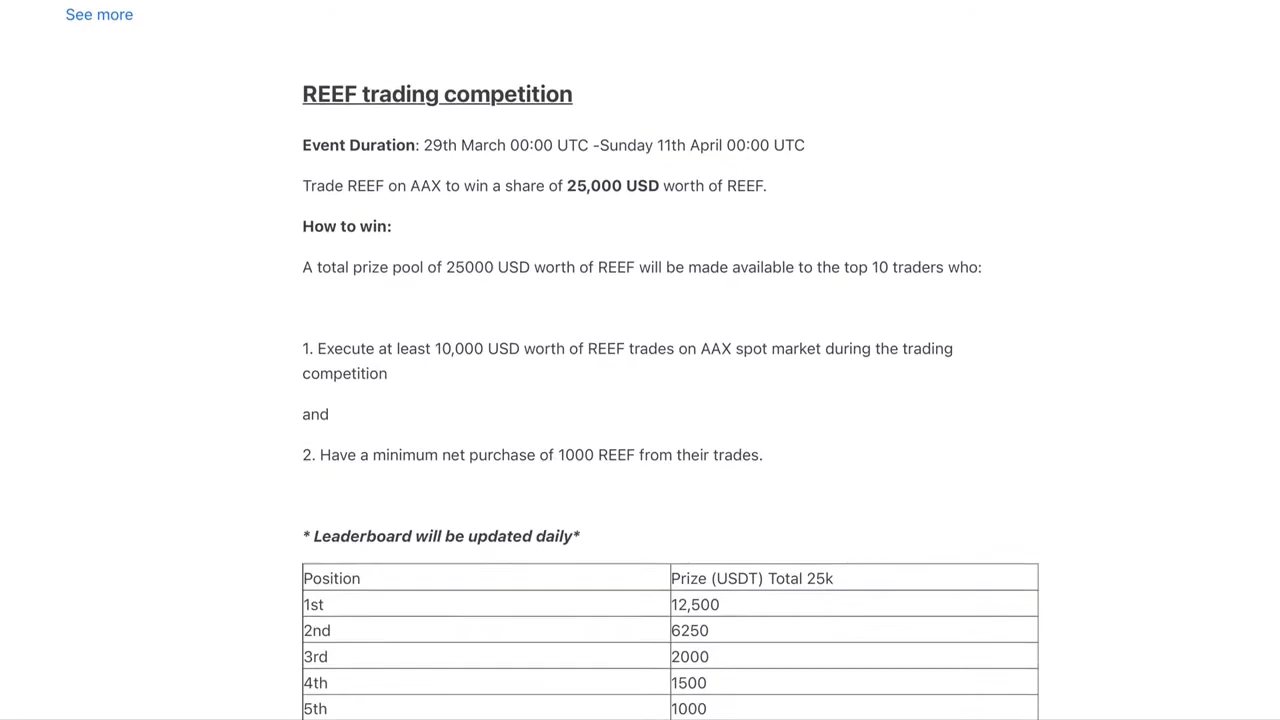 See more
REEF trading competition
Event Duration: 29th March 00:00 UTC -Sunday 11th April 00:00 UTC
Trade REEF on AAX to win a share of 25,000 USD worth of REEF.
How to win:
A total prize pool of 25000 USD worth of REEF will be made available to the top 10 traders who:
1. Execute at least 10,000 USD worth of REEF trades on AAX spot market during the trading
competition
and
2. Have a minimum net purchase of 1000 REEF from their trades.
* Leaderboard will be updated daily*
Position Prize (USDT) Total 25k
1st 12,500
2nd 6250
3rd 2000
4th 1500
5th 1000